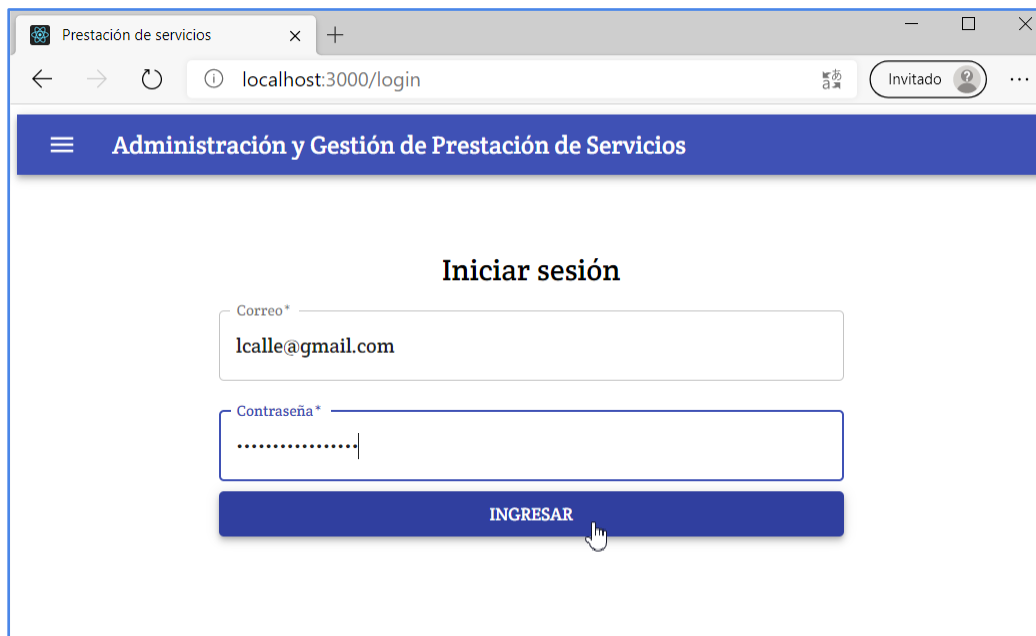 Prestación de servicios
localhost:3000/login
Invitado
Administración y Gestión de Prestación de Servicios
Iniciar sesión
Correo*
lcalle@gmail.com
Contraseña*
•••••••••••••••••
INGRESAR